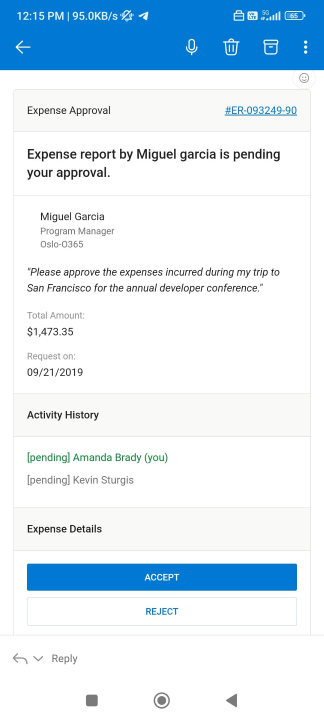 12:15 PM | 95.0KB/s
65
Expense Approval
#ER-093249-90
Expense report by Miguel garcia is pending
your approval.
Miguel Garcia
Program Manager
Oslo-O365
"Please approve the expenses incurred during my trip to
San Francisco for the annual developer conference."
Total Amount:
$1,473.35
Request on:
09/21/2019
Activity History
[pending] Amanda Brady (you)
[pending] Kevin Sturgis
Expense Details
ACCEPT
REJECT
Reply